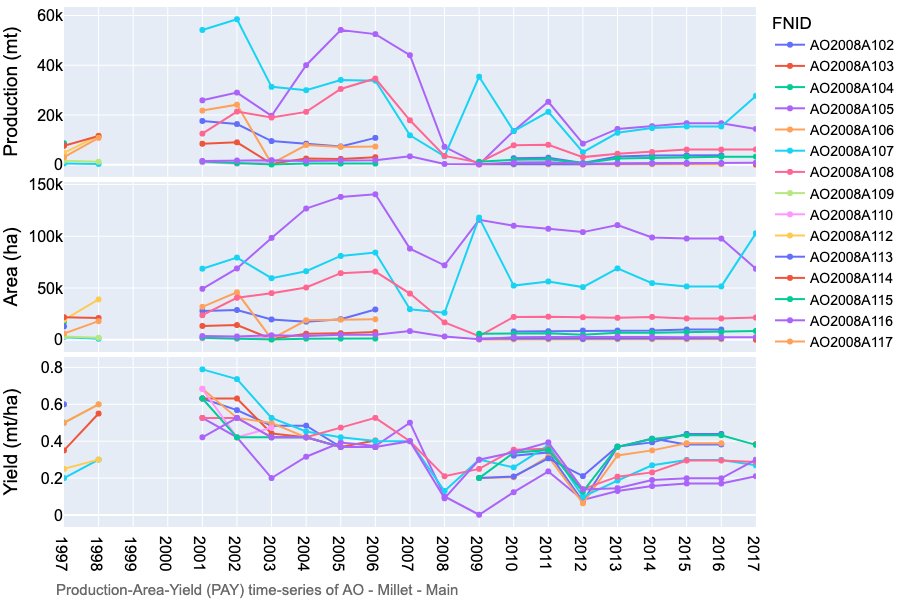 Production (mt)
60k
40k
20k
0
Area (ha)
150k
100k
50k
0
Yield (mt/ha)
0.8
0.6
0.4
0.2
0
1997
1998
1999
2000
2001
2002
2003
2004
2005
2006
2007
2008
2009
2010
2011
2012
2013
2014
2015
2016
2017
FNID
AO2008A102
AO2008A103
AO2008A104
AO2008A105
AO2008A106
AO2008A107
AO2008A108
AO2008A109
AO2008A110
AO2008A112
AO2008A113
AO2008A114
AO2008A115
AO2008A116
AO2008A117
Production-Area-Yield (PAY) time-series of AO - Millet - Main